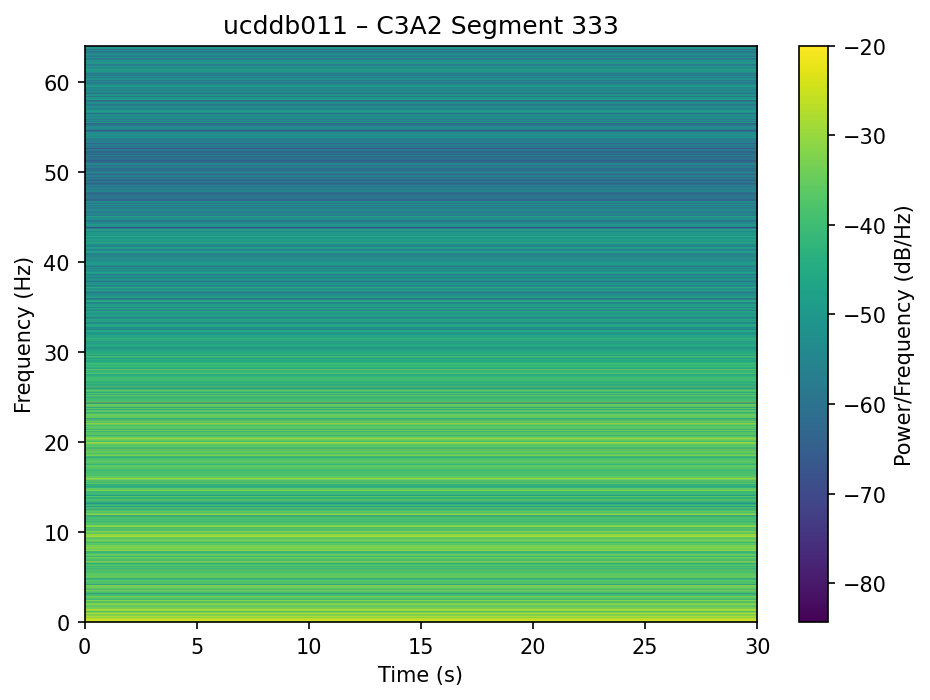 ucddb011 – C3A2 Segment 333
60
50
40
30
20
10
0
Frequency (Hz)
0 5 10 15 20 25 30
Time (s)
−20
−30
−40
−50
−60
−70
−80
Power/Frequency (dB/Hz)